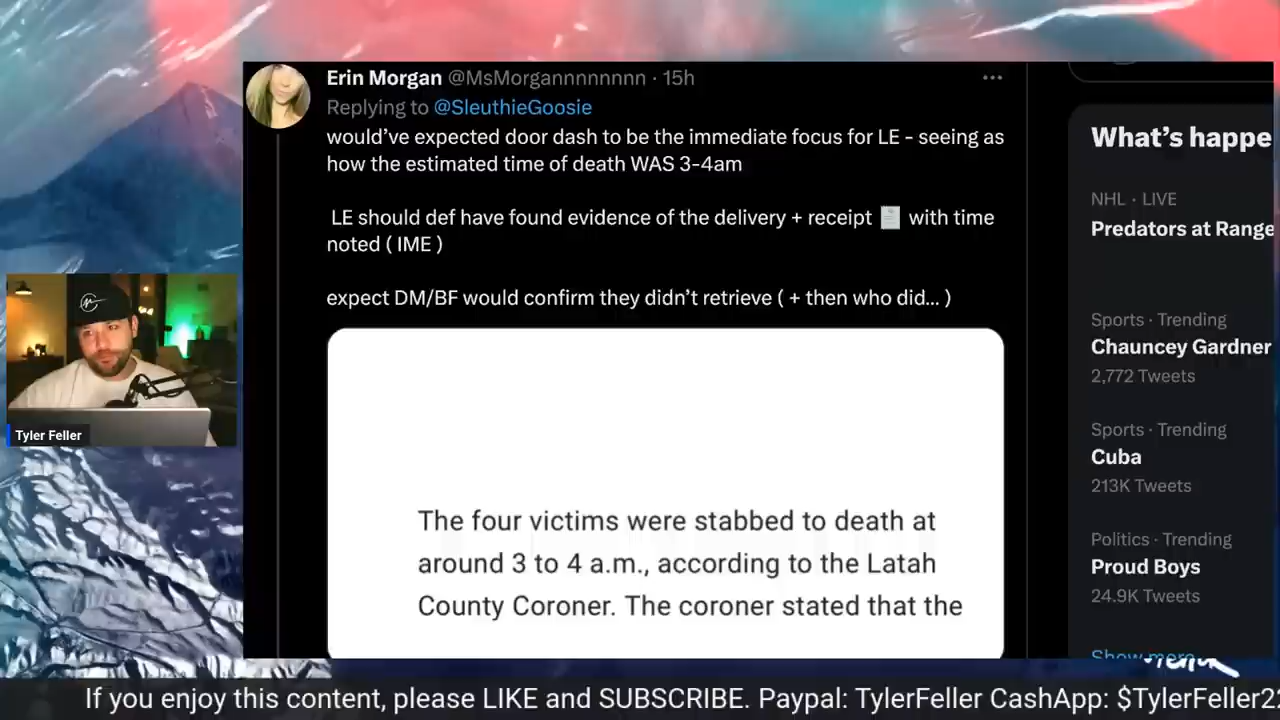 Erin Morgan @MsMorgannnnnnnn · 15h
Replying to @SleuthieGoosie
would've expected door dash to be the immediate focus for LE - seeing as
how the estimated time of death WAS 3-4am
LE should def have found evidence of the delivery + receipt 🧾 with time
noted ( IME )
expect DM/BF would confirm they didn't retrieve ( + then who did... )
The four victims were stabbed to death at
around 3 to 4 a.m., according to the Latah
County Coroner. The coroner stated that the
What's happe
NHL · LIVE
Predators at Range
Sports · Trending
Chauncey Gardner
2,772 Tweets
Sports · Trending
Cuba
213K Tweets
Politics · Trending
Proud Boys
24.9K Tweets
Show more
Tyler Feller
If you enjoy this content, please LIKE and SUBSCRIBE. Paypal: TylerFeller CashApp: $TylerFeller22